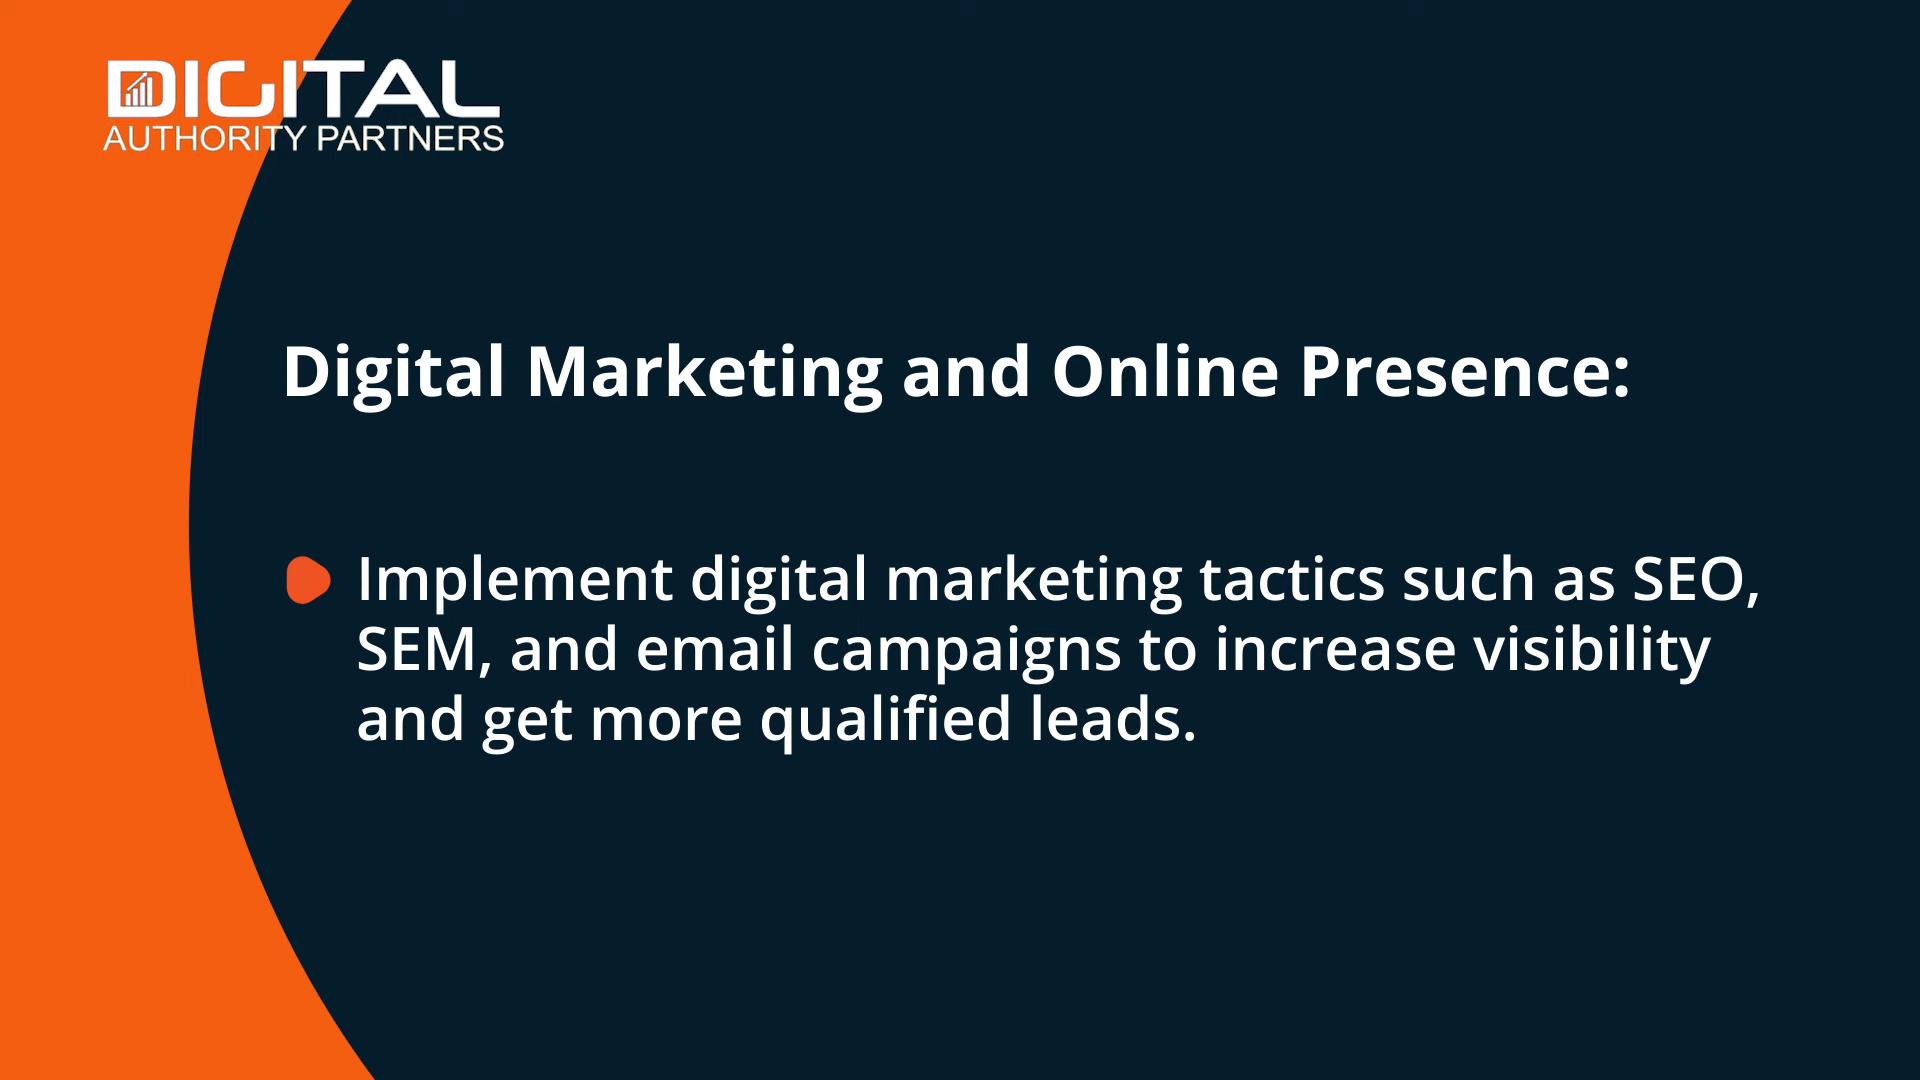 DIGITAL
AUTHORITY PARTNERS
Digital Marketing and Online Presence:
Implement digital marketing tactics such as SEO,
SEM, and email campaigns to increase visibility
and get more qualified leads.